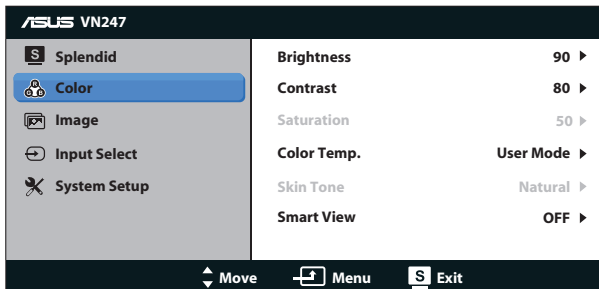 ASUS VN247
S Splendid
Color
Image
Input Select
System Setup
Brightness 90
Contrast 80
Saturation 50
Color Temp. User Mode
Skin Tone Natural
Smart View OFF
Move Menu S Exit